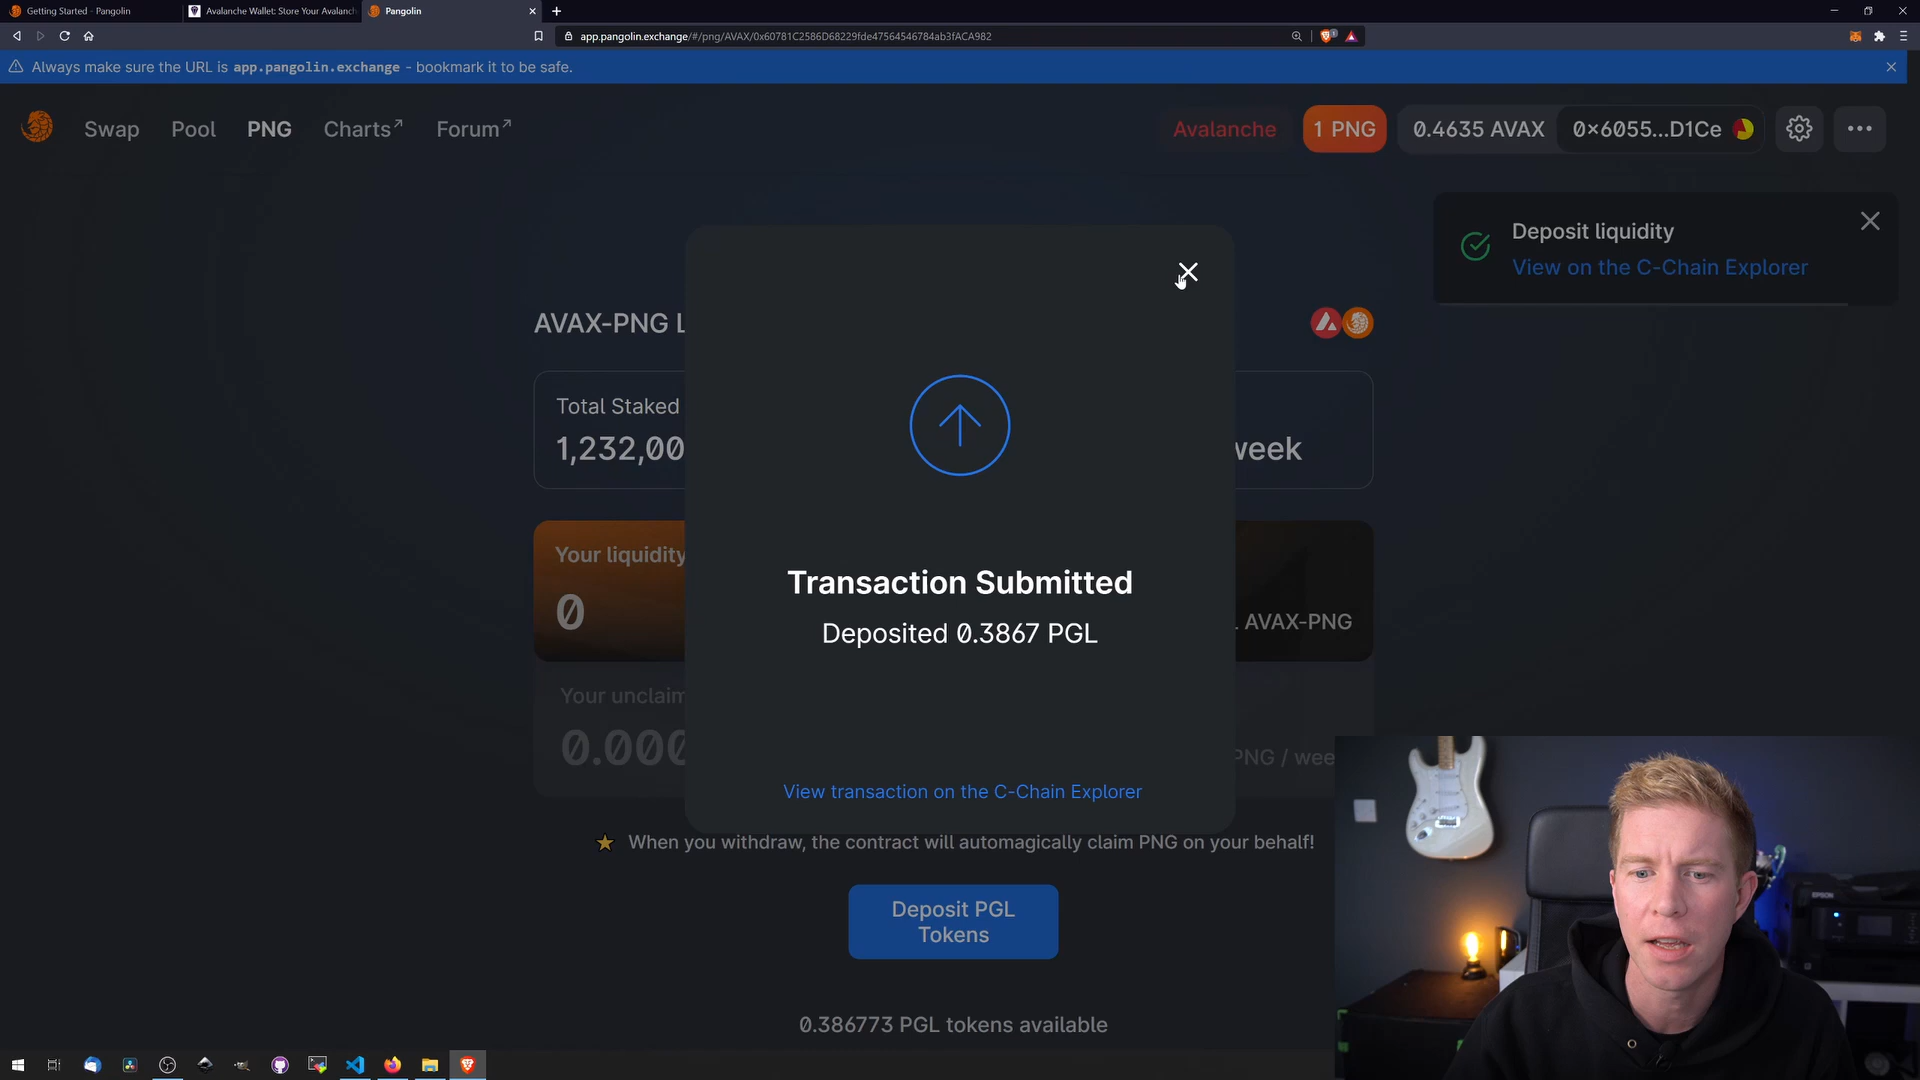 Getting Started - Pangolin
Avalanche Wallet: Store Your Avalanc
Pangolin
app.pangolin.exchange/#/png/AVAX/0x60781C2586D68229fde47564546784ab3fACA982
Always make sure the URL is app.pangolin.exchange - bookmark it to be safe.
Swap
Pool
PNG
Charts↗
Forum↗
Avalanche
1 PNG
0.4635 AVAX
0×6055...D1Ce
Deposit liquidity
View on the C-Chain Explorer
AVAX-PNG L
Total Staked
1,232,00
week
Your liquidity
0
AVAX-PNG
Your unclaim
0.000
PNG / wee
Transaction Submitted
Deposited 0.3867 PGL
View transaction on the C-Chain Explorer
When you withdraw, the contract will automagically claim PNG on your behalf!
Deposit PGL
Tokens
0.386773 PGL tokens available
EPSON